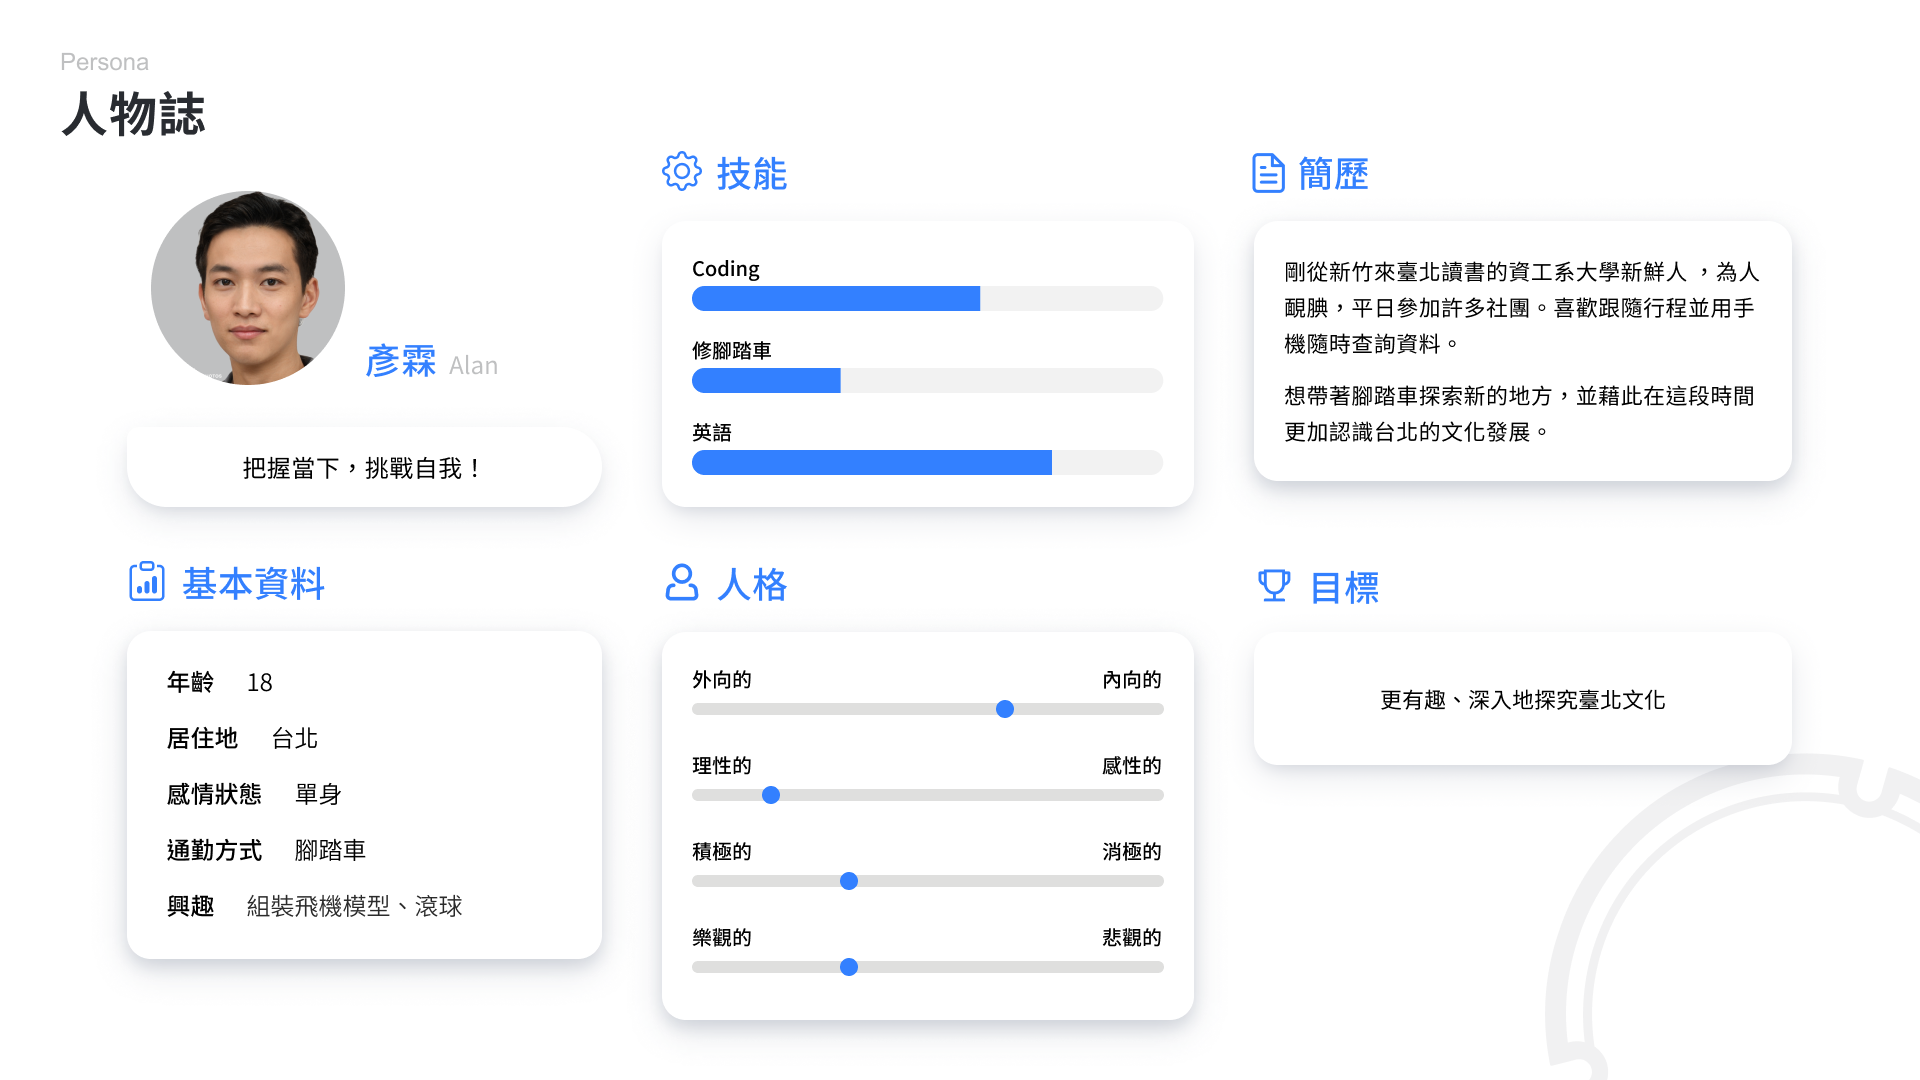 Persona
人物誌
彥霖 Alan
把握當下，挑戰自我！
基本資料
年齡 18
居住地 台北
感情狀態 單身
通勤方式 腳踏車
興趣 組裝飛機模型、滾球
技能
Coding
修腳踏車
英語
人格
外向的 內向的
理性的 感性的
積極的 消極的
樂觀的 悲觀的
簡歷
剛從新竹來臺北讀書的資工系大學新鮮人 ，為人
靦腆，平日參加許多社團。喜歡跟隨行程並用手
機隨時查詢資料。
想帶著腳踏車探索新的地方，並藉此在這段時間
更加認識台北的文化發展。
目標
更有趣、深入地探究臺北文化